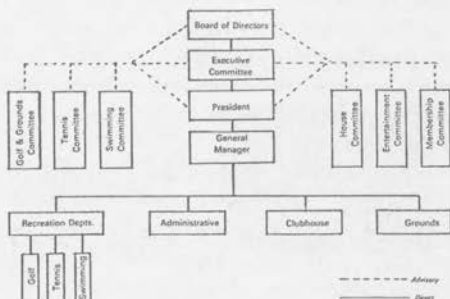 Board of Directors
Executive
Committee
President
General
Manager
Golf & Grounds
Committee
Tennis
Committee
Swimming
Committee
House
Committee
Entertainment
Committee
Membership
Committee
Recreation Depts.
Administrative
Clubhouse
Grounds
Golf
Tennis
Swimming
Advisory
Direct